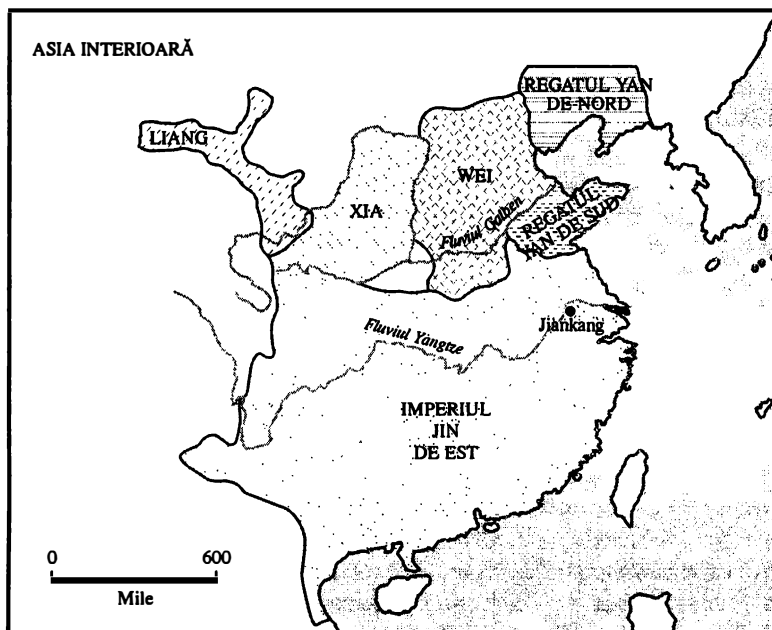 ASIA INTERIOARĂ
REGATUL YAN
DE NORD
LIANG
WEI
XIA
Fluviul Galben
REGATUL
YAN DE SUD
Jiankang
Fluviul Yangtze
IMPERIUL
JIN
DE EST
0 600
Mile